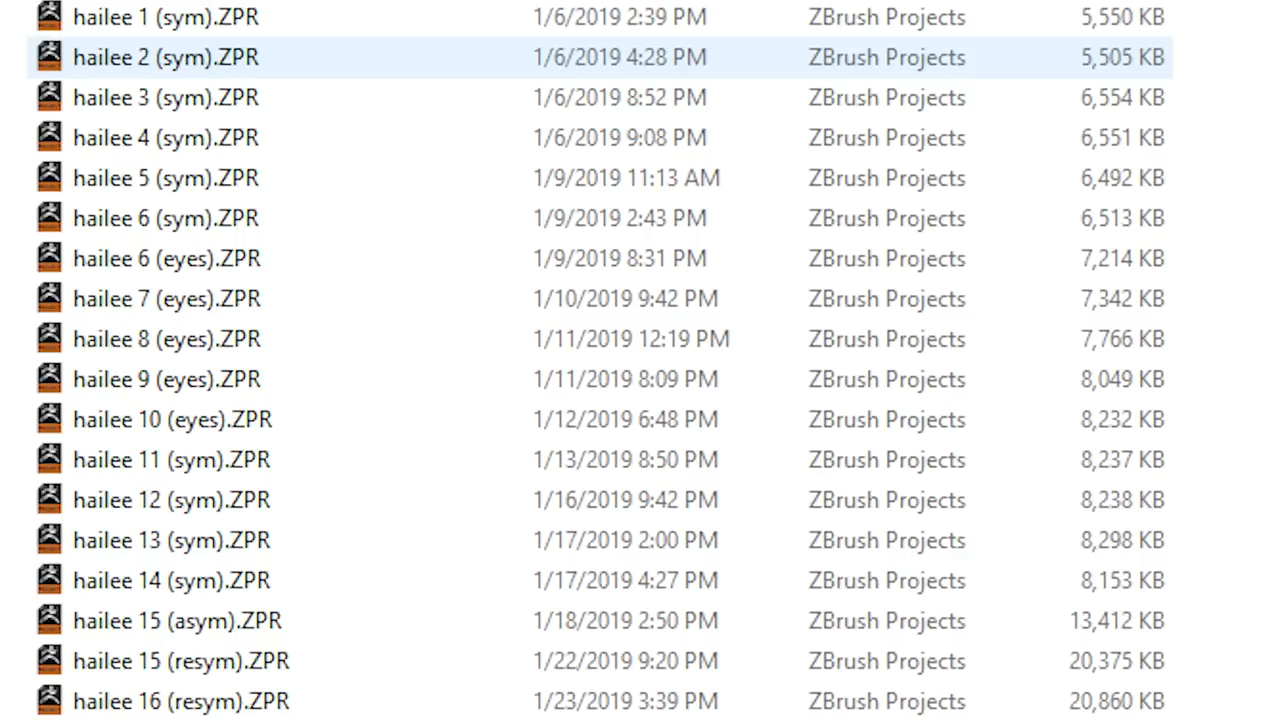 hailee 1 (sym).ZPR 1/6/2019 2:39 PM ZBrush Projects 5,550 KB
hailee 2 (sym).ZPR 1/6/2019 4:28 PM ZBrush Projects 5,505 KB
hailee 3 (sym).ZPR 1/6/2019 8:52 PM ZBrush Projects 6,554 KB
hailee 4 (sym).ZPR 1/6/2019 9:08 PM ZBrush Projects 6,551 KB
hailee 5 (sym).ZPR 1/9/2019 11:13 AM ZBrush Projects 6,492 KB
hailee 6 (sym).ZPR 1/9/2019 2:43 PM ZBrush Projects 6,513 KB
hailee 6 (eyes).ZPR 1/9/2019 8:31 PM ZBrush Projects 7,214 KB
hailee 7 (eyes).ZPR 1/10/2019 9:42 PM ZBrush Projects 7,342 KB
hailee 8 (eyes).ZPR 1/11/2019 12:19 PM ZBrush Projects 7,766 KB
hailee 9 (eyes).ZPR 1/11/2019 8:09 PM ZBrush Projects 8,049 KB
hailee 10 (eyes).ZPR 1/12/2019 6:48 PM ZBrush Projects 8,232 KB
hailee 11 (sym).ZPR 1/13/2019 8:50 PM ZBrush Projects 8,237 KB
hailee 12 (sym).ZPR 1/16/2019 9:42 PM ZBrush Projects 8,238 KB
hailee 13 (sym).ZPR 1/17/2019 2:00 PM ZBrush Projects 8,298 KB
hailee 14 (sym).ZPR 1/17/2019 4:27 PM ZBrush Projects 8,153 KB
hailee 15 (asym).ZPR 1/18/2019 2:50 PM ZBrush Projects 13,412 KB
hailee 15 (resym).ZPR 1/22/2019 9:20 PM ZBrush Projects 20,375 KB
hailee 16 (resym).ZPR 1/23/2019 3:39 PM ZBrush Projects 20,860 KB